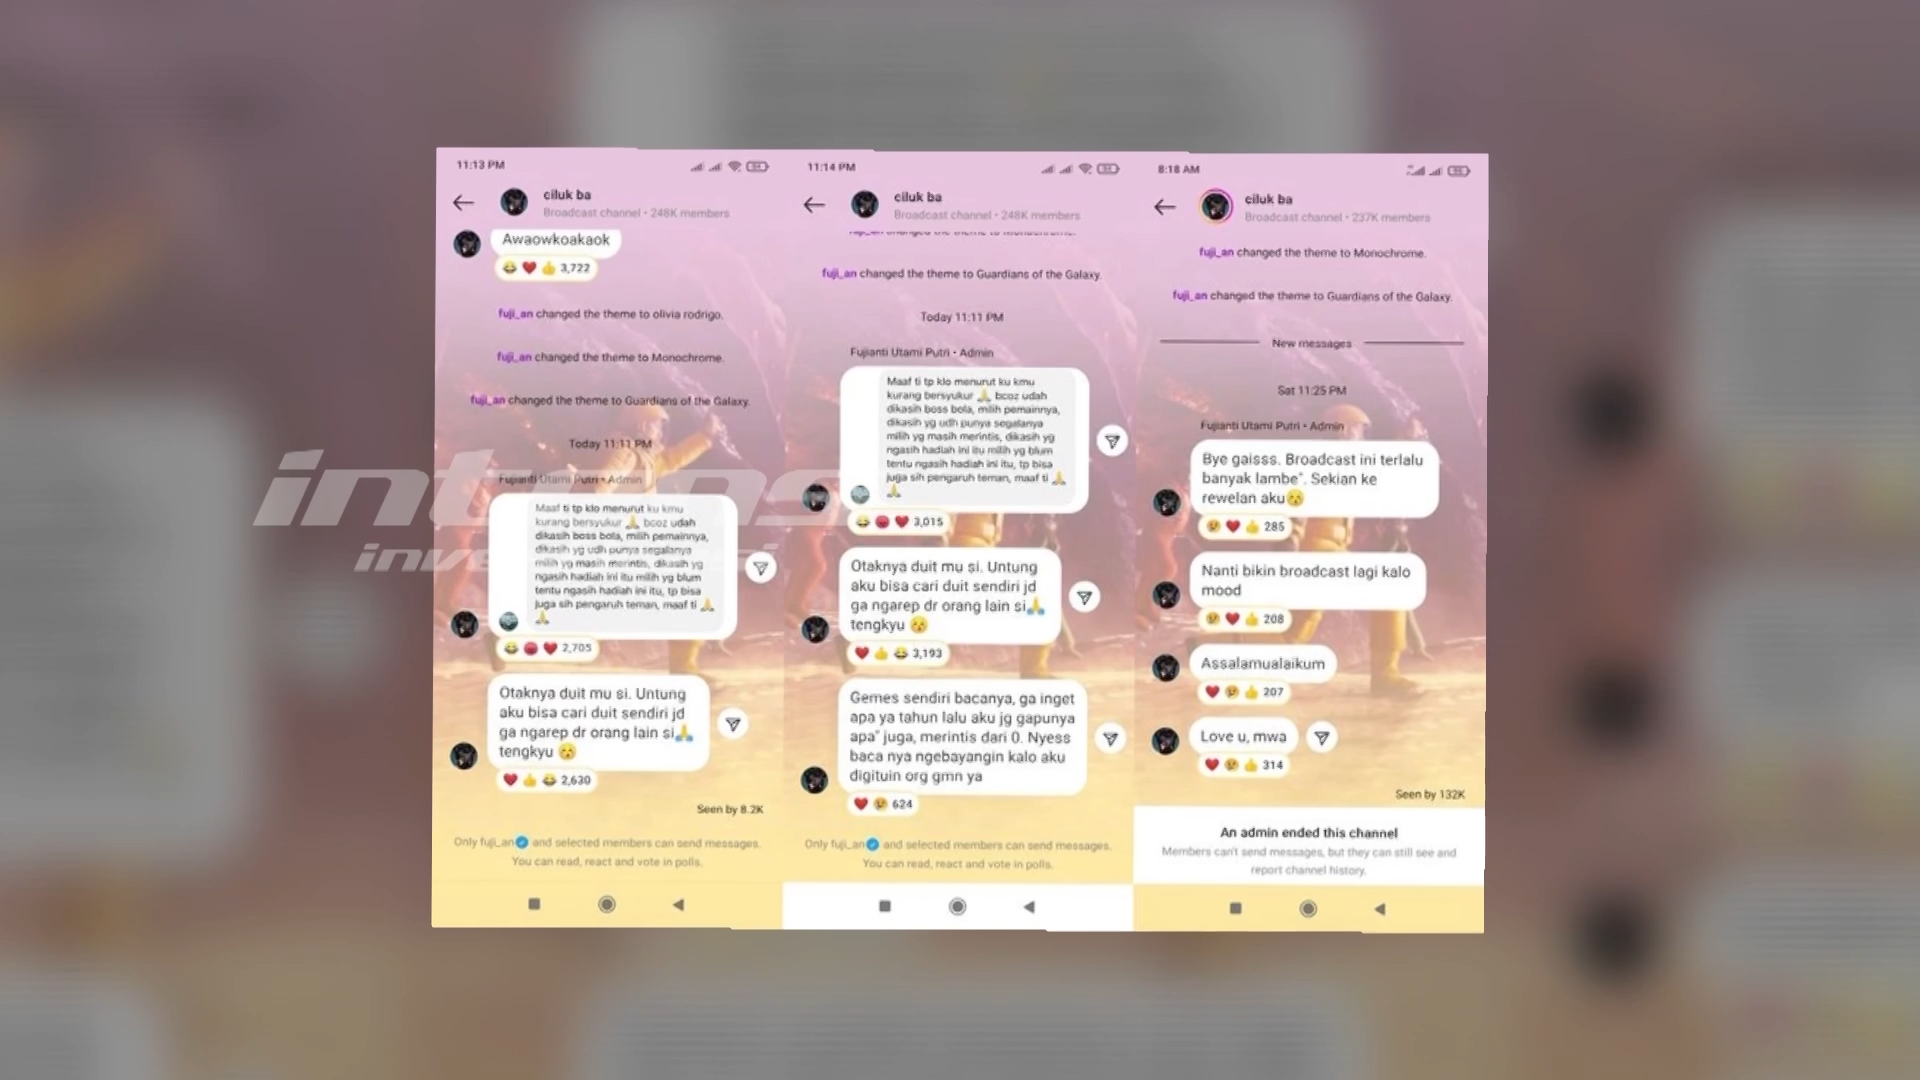 11:13 PM
ciluk ba
Broadcast channel • 248K members
Awaowkoakaok
3,722
fuji_an changed the theme to olivia rodrigo.
fuji_an changed the theme to Monochrome.
fuji_an changed the theme to Guardians of the Galaxy.
Today 11:11 PM
Fujianti Utami Putri • Admin
Maaf ti tp klo menurut ku kmu
kurang bersyukur 🙏 bcoz udah
dikasih boss bola, milih pemainnya,
dikasih yg udh punya segalanya
milih yg masih merintis, dikasih yg
ngasih hadiah ini itu milih yg blum
tentu ngasih hadiah ini itu, tp bisa
juga sih pengaruh teman, maaf ti 🙏
🙏
2,705
Otaknya duit mu si. Untung
aku bisa cari duit sendiri jd
ga ngarep dr orang lain si🙏
tengkyu 😚
2,630
Seen by 8.2K
Only fuji_an and selected members can send messages.
You can read, react and vote in polls.
11:14 PM
ciluk ba
Broadcast channel • 248K members
fuji_an changed the theme to Monochrome.
fuji_an changed the theme to Guardians of the Galaxy.
Today 11:11 PM
Fujianti Utami Putri • Admin
Maaf ti tp klo menurut ku kmu
kurang bersyukur 🙏 bcoz udah
dikasih boss bola, milih pemainnya,
dikasih yg udh punya segalanya
milih yg masih merintis, dikasih yg
ngasih hadiah ini itu milih yg blum
tentu ngasih hadiah ini itu, tp bisa
juga sih pengaruh teman, maaf ti 🙏
🙏
3,015
Otaknya duit mu si. Untung
aku bisa cari duit sendiri jd
ga ngarep dr orang lain si🙏
tengkyu 😚
3,193
Gemes sendiri bacanya, ga inget
apa ya tahun lalu aku jg gapunya
apa" juga, merintis dari 0. Nyess
baca nya ngebayangin kalo aku
digituin org gmn ya
624
Only fuji_an and selected members can send messages.
You can read, react and vote in polls.
8:18 AM
ciluk ba
Broadcast channel • 237K members
fuji_an changed the theme to Monochrome.
fuji_an changed the theme to Guardians of the Galaxy.
New messages
Sat 11:25 PM
Fujianti Utami Putri • Admin
Bye gaisss. Broadcast ini terlalu
banyak lambe". Sekian ke
rewelan aku😚
285
Nanti bikin broadcast lagi kalo
mood
208
Assalamualaikum
207
Love u, mwa
314
Seen by 132K
An admin ended this channel
Members can't send messages, but they can still see and
report channel history.